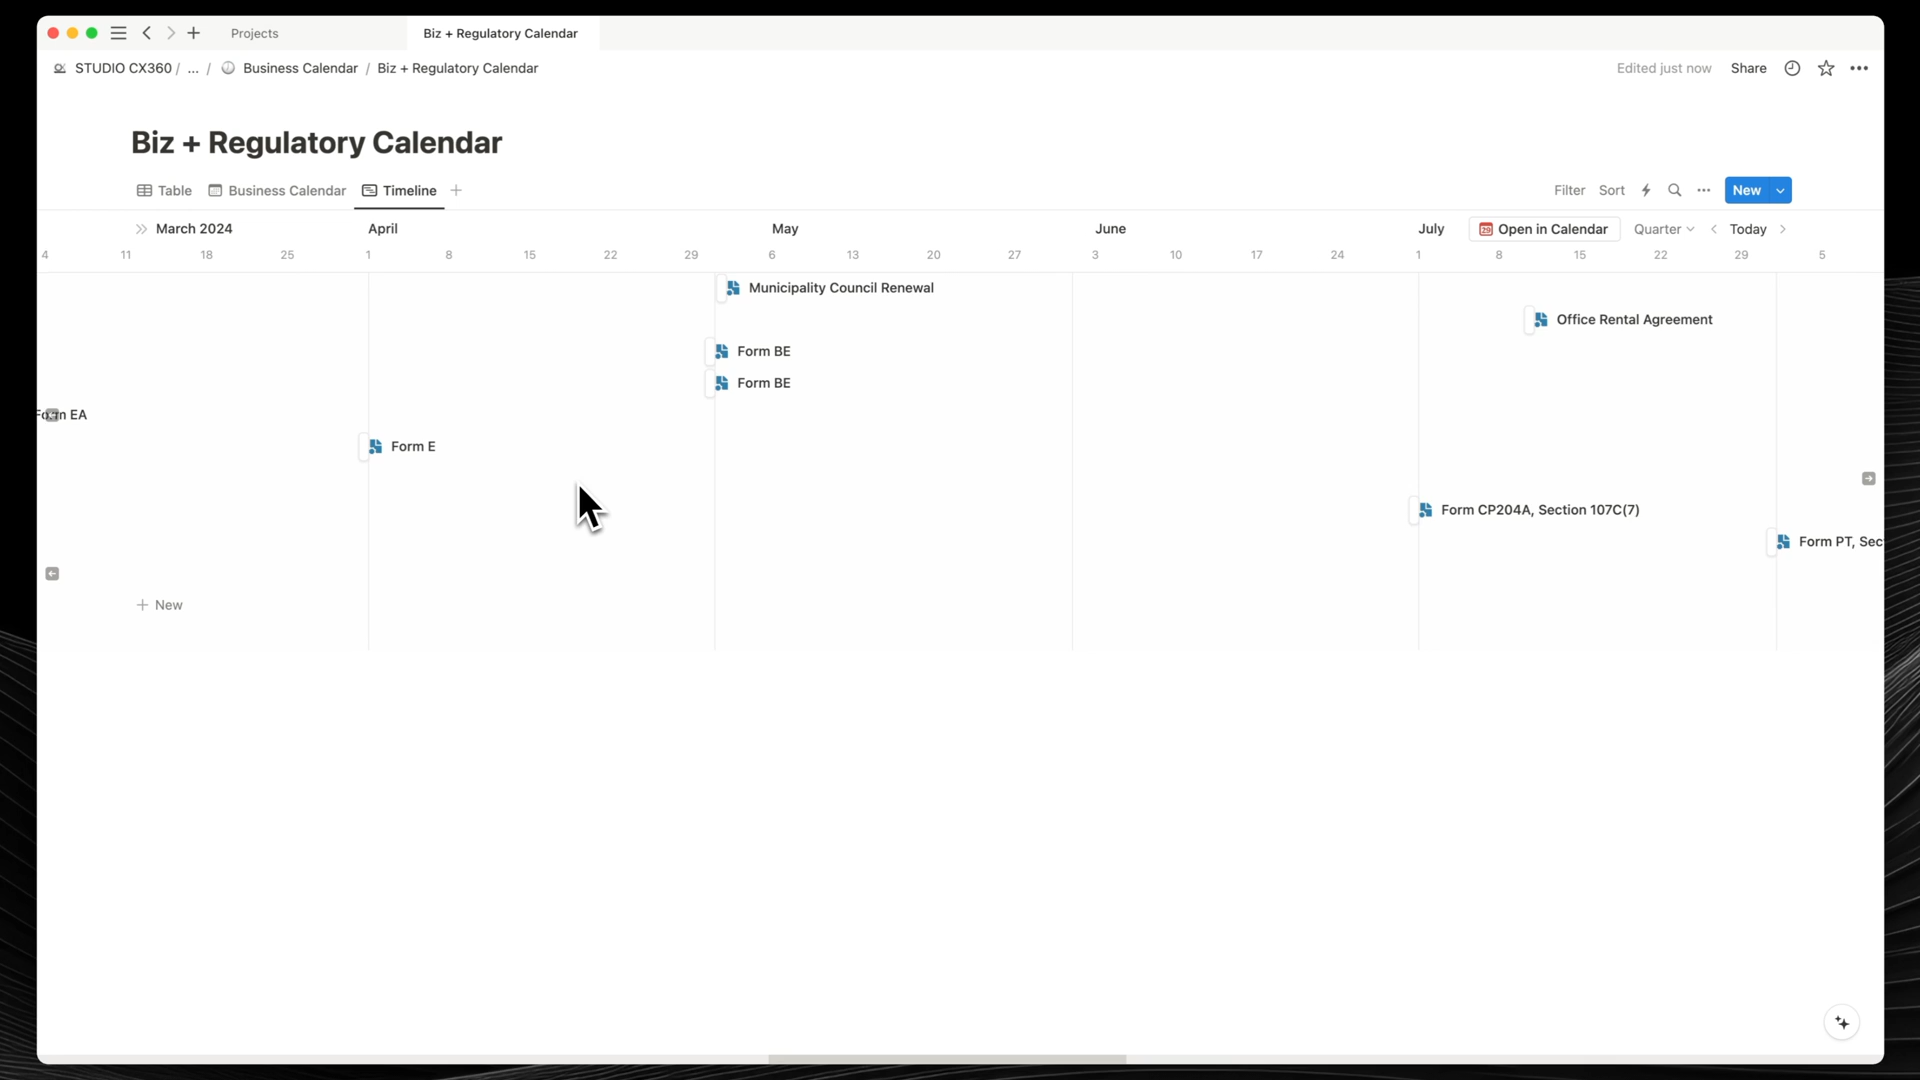 Projects
Biz + Regulatory Calendar
STUDIO CX360 / ... / Business Calendar / Biz + Regulatory Calendar
Edited just now
Share
Biz + Regulatory Calendar
Table
Business Calendar
Timeline
Filter
Sort
New
March 2024
April
May
June
July
Open in Calendar
Quarter
Today
4 11 18 25 1 8 15 22 29 6 13 20 27 3 10 17 24 1 8 15 22 29 5
Municipality Council Renewal
Office Rental Agreement
Form BE
Form BE
Form EA
Form E
Form CP204A, Section 107C(7)
Form PT, Sec
New